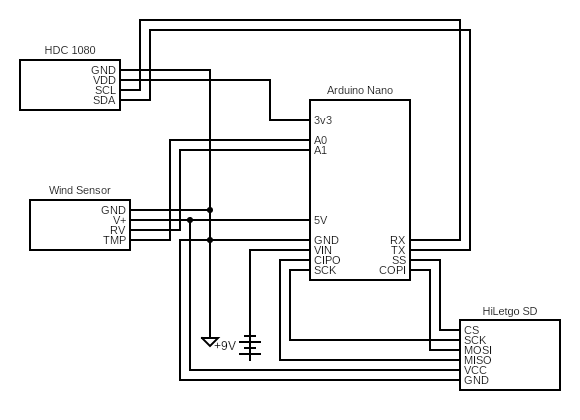 HDC 1080
GND
VDD
SCL
SDA
Arduino Nano
3v3
A0
A1
5V
GND
VIN
CIPO
SCK
RX
TX
SS
COPI
Wind Sensor
GND
V+
RV
TMP
+9V
HiLetgo SD
CS
SCK
MOSI
MISO
VCC
GND